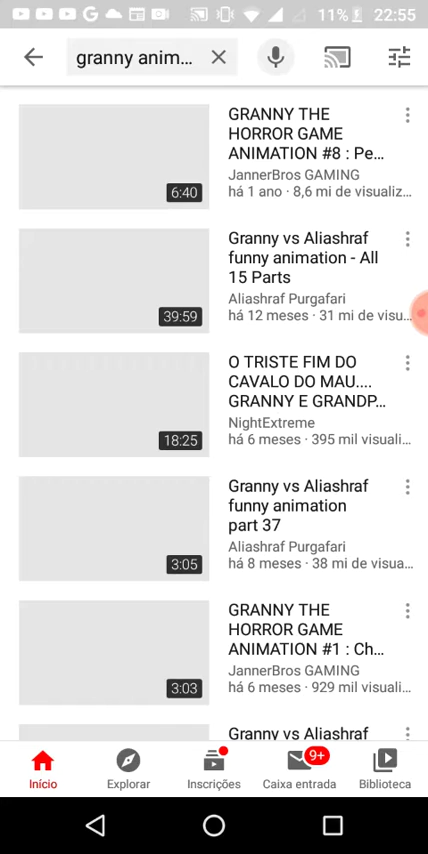 11% 22:55
granny anim...
GRANNY THE
HORROR GAME
ANIMATION #8 : Pe...
JannerBros GAMING
há 1 ano · 8,6 mi de visualiz...
6:40
Granny vs Aliashraf
funny animation - All
15 Parts
Aliashraf Purgafari
há 12 meses · 31 mi de visu...
39:59
O TRISTE FIM DO
CAVALO DO MAU....
GRANNY E GRANDP...
NightExtreme
há 6 meses · 395 mil visuali...
18:25
Granny vs Aliashraf
funny animation
part 37
Aliashraf Purgafari
há 8 meses · 38 mi de visua...
3:05
GRANNY THE
HORROR GAME
ANIMATION #1 : Ch...
JannerBros GAMING
há 6 meses · 929 mil visuali...
3:03
Granny vs Aliashraf
9+
Início Explorar Inscrições Caixa entrada Biblioteca